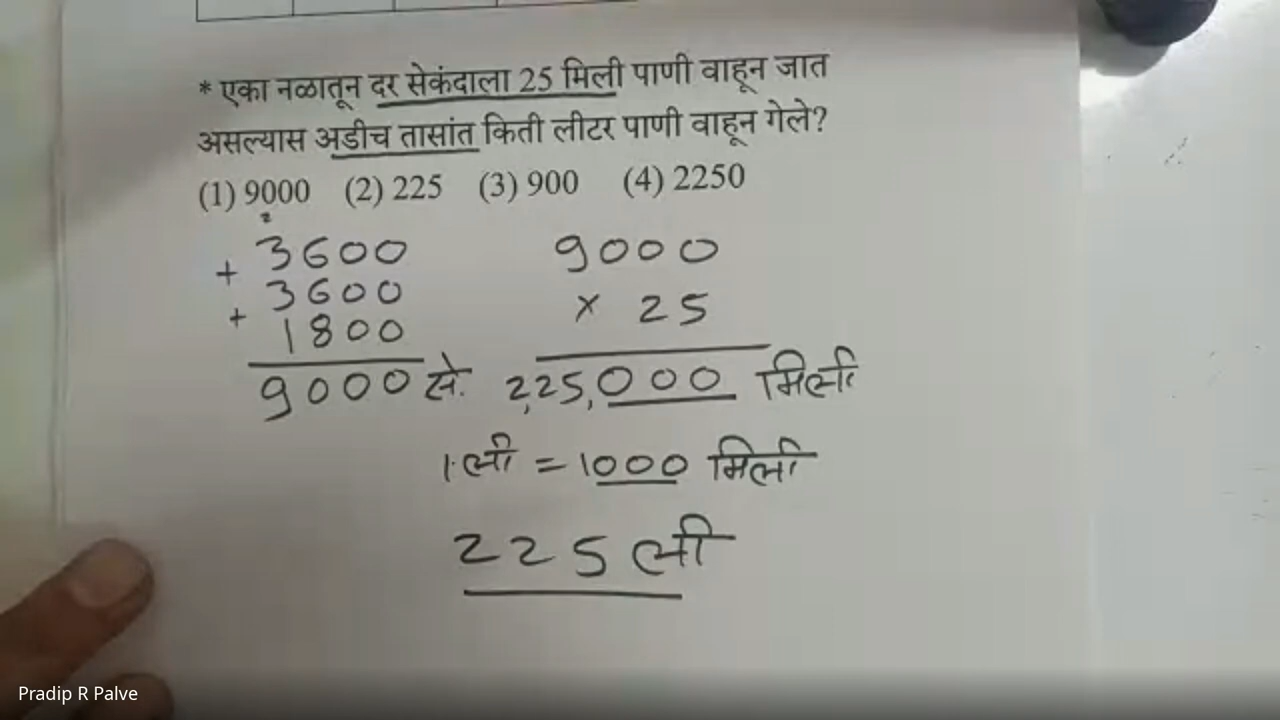 * एका नळातून दर सेकंदाला 25 मिली पाणी वाहून जात
असल्यास अडीच तासांत किती लीटर पाणी वाहून गेले?
(1) 9000 (2) 225 (3) 900 (4) 2250
2
3600
+ 3600
+ 1800
9000 से.
9000
× 25
2,25,000 मिली
1 ली = 1000 मिली
225 ली
Pradip R Palve